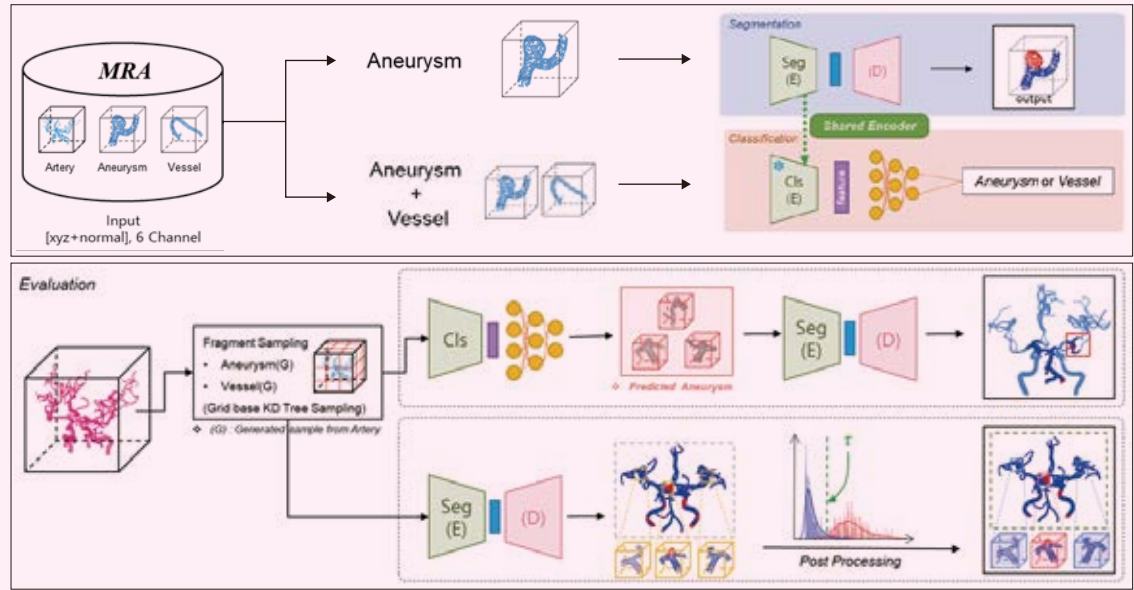 MRA
Artery
Aneurysm
Vessel
Input
[xyz+normal], 6 Channel
Aneurysm
Aneurysm
+
Vessel
Segmentation
Seg
(E)
(D)
output
Shared Encoder
Classification
Cls
(E)
feature
Aneurysm or Vessel
Evaluation
Fragment Sampling
• Aneurysm(G)
• Vessel(G)
(Grid base KD Tree Sampling)
❖ (G) : Generated sample from Artery
Cls
❖ Predicted Aneurysm
Seg
(E)
(D)
Seg
(E)
(D)
τ
Post Processing